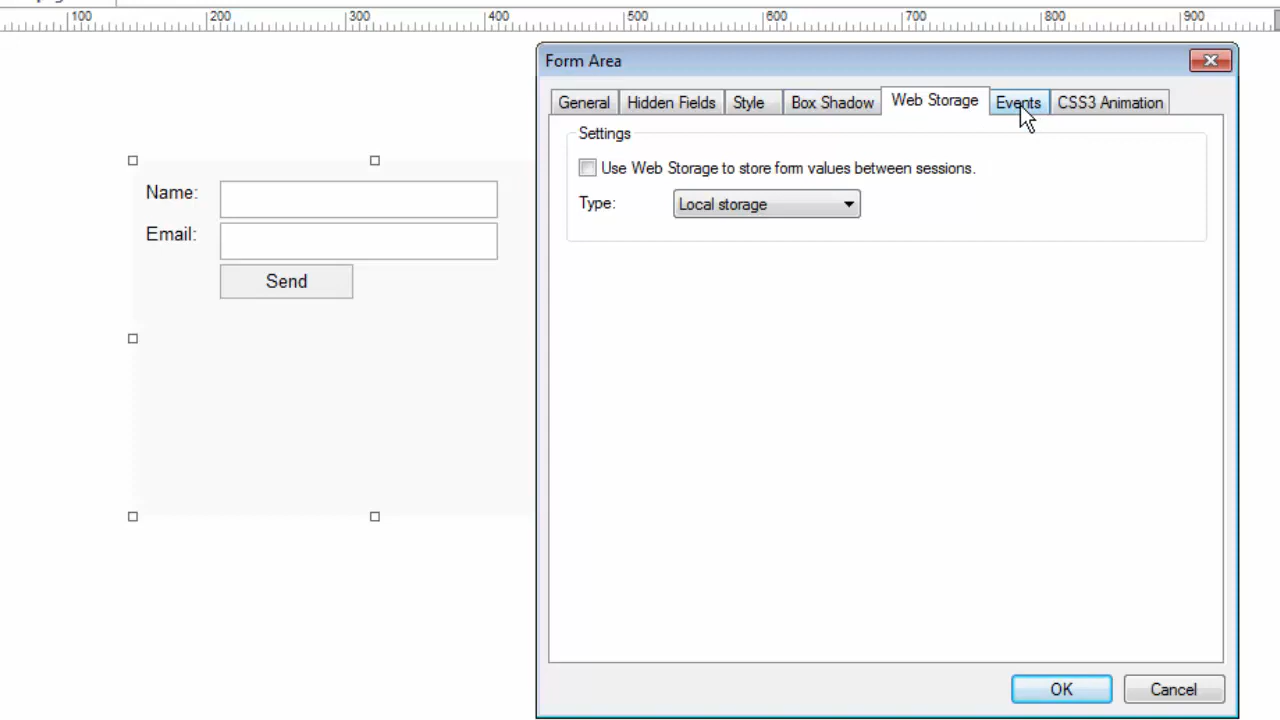 100 200 300 400 500 600 700 800 900
Form Area
General Hidden Fields Style Box Shadow Web Storage Events CSS3 Animation
Settings
Use Web Storage to store form values between sessions.
Type: Local storage
Name:
Email:
Send
OK Cancel